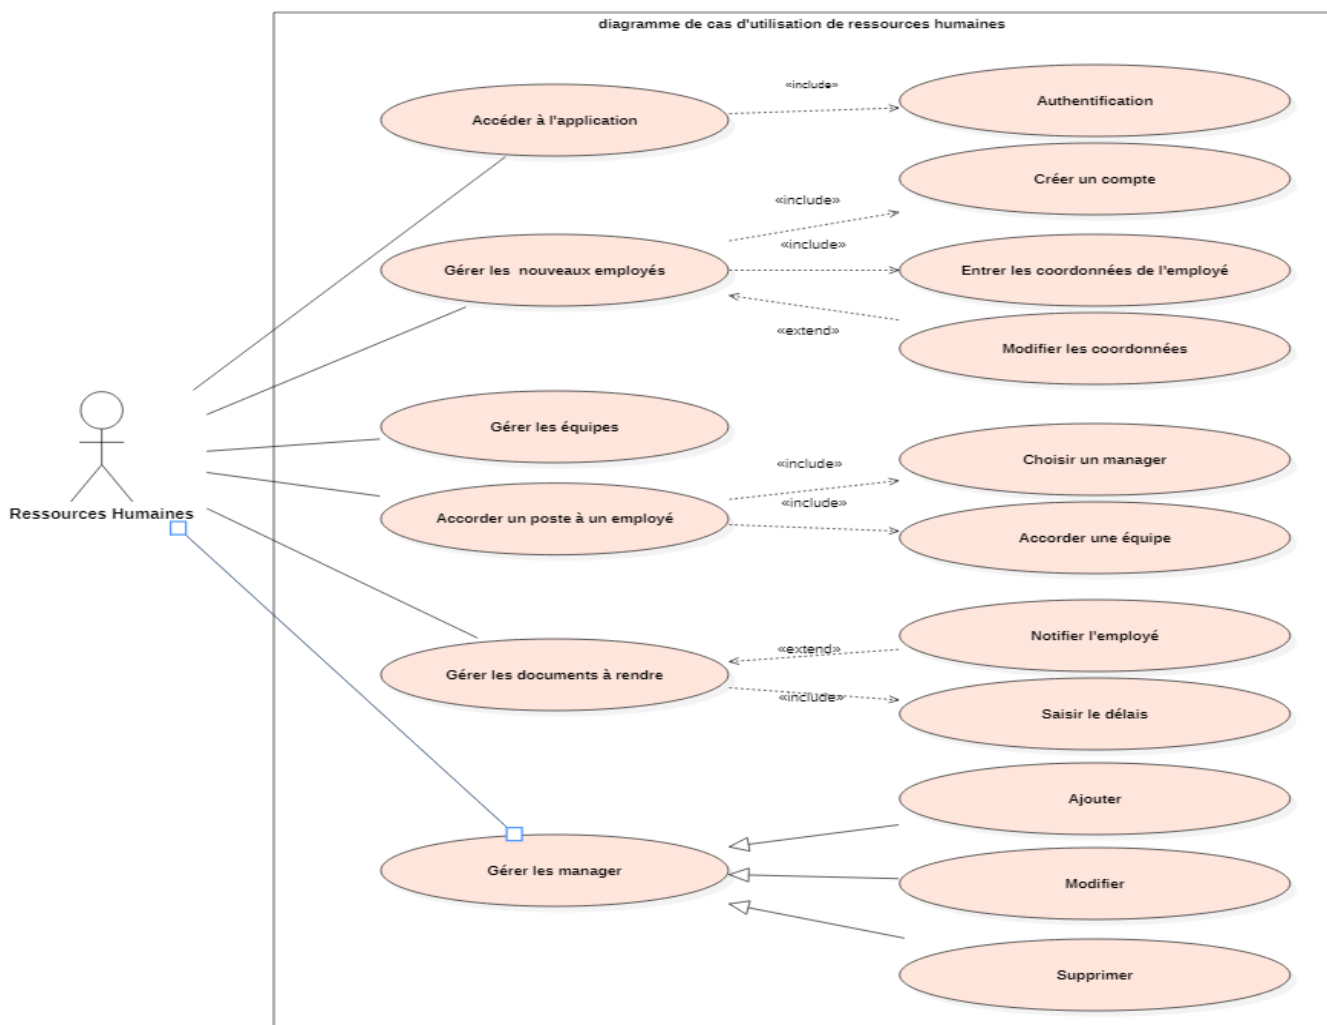 diagramme de cas d'utilisation de ressources humaines
«include»
Authentification
Accéder à l'application
Créer un compte
«include»
«include»
Gérer les  nouveaux employés
Entrer les coordonnées de l'employé
«extend»
Modifier les coordonnées
Gérer les équipes
Choisir un manager
«include»
«include»
Ressources Humaines
Accorder un poste à un employé
Accorder une équipe
Notifier l'employé
«extend»
Gérer les documents à rendre
«include»
Saisir le délais
Ajouter
Gérer les manager
Modifier
Supprimer